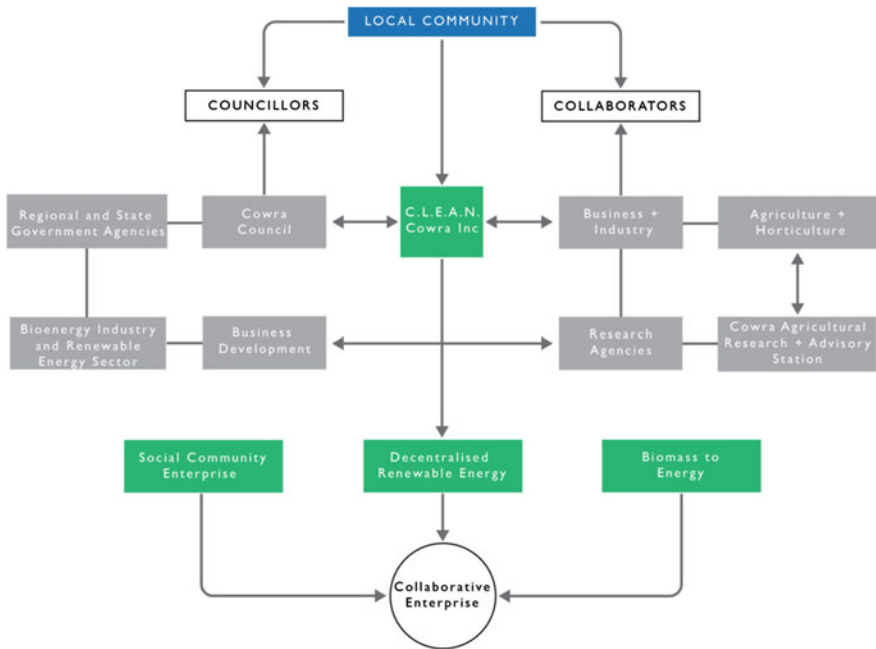 LOCAL COMMUNITY
COUNCILLORS
COLLABORATORS
Regional and State
Government Agencies
Cowra
Council
C.L.E.A.N.
Cowra Inc
Business +
Industry
Agriculture +
Horticulture
Bioenergy Industry
and Renewable
Energy Sector
Business
Development
Research
Agencies
Cowra Agricultural
Research + Advisory
Station
Social Community
Enterprise
Decentralised
Renewable Energy
Biomass to
Energy
Collaborative
Enterprise